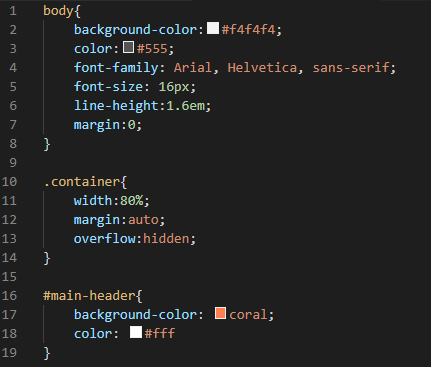 1 body{
2 background-color: #f4f4f4;
3 color: #555;
4 font-family: Arial, Helvetica, sans-serif;
5 font-size: 16px;
6 line-height:1.6em;
7 margin:0;
8 }
9
10 .container{
11 width:80%;
12 margin:auto;
13 overflow:hidden;
14 }
15
16 #main-header{
17 background-color: coral;
18 color: #fff
19 }